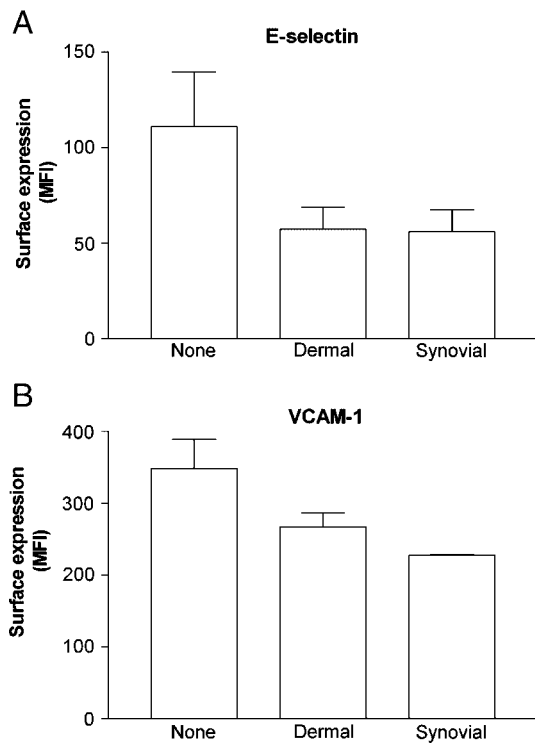 A
E-selectin
Surface expression
(MFI)
150
100
50
0
None Dermal Synovial
B
VCAM-1
Surface expression
(MFI)
400
300
200
100
0
None Dermal Synovial